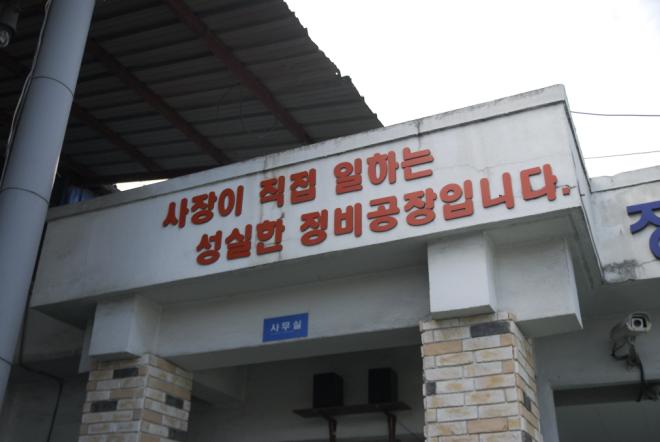 사장이 직접 일하는
성실한 정비공장입니다.
사무실
정